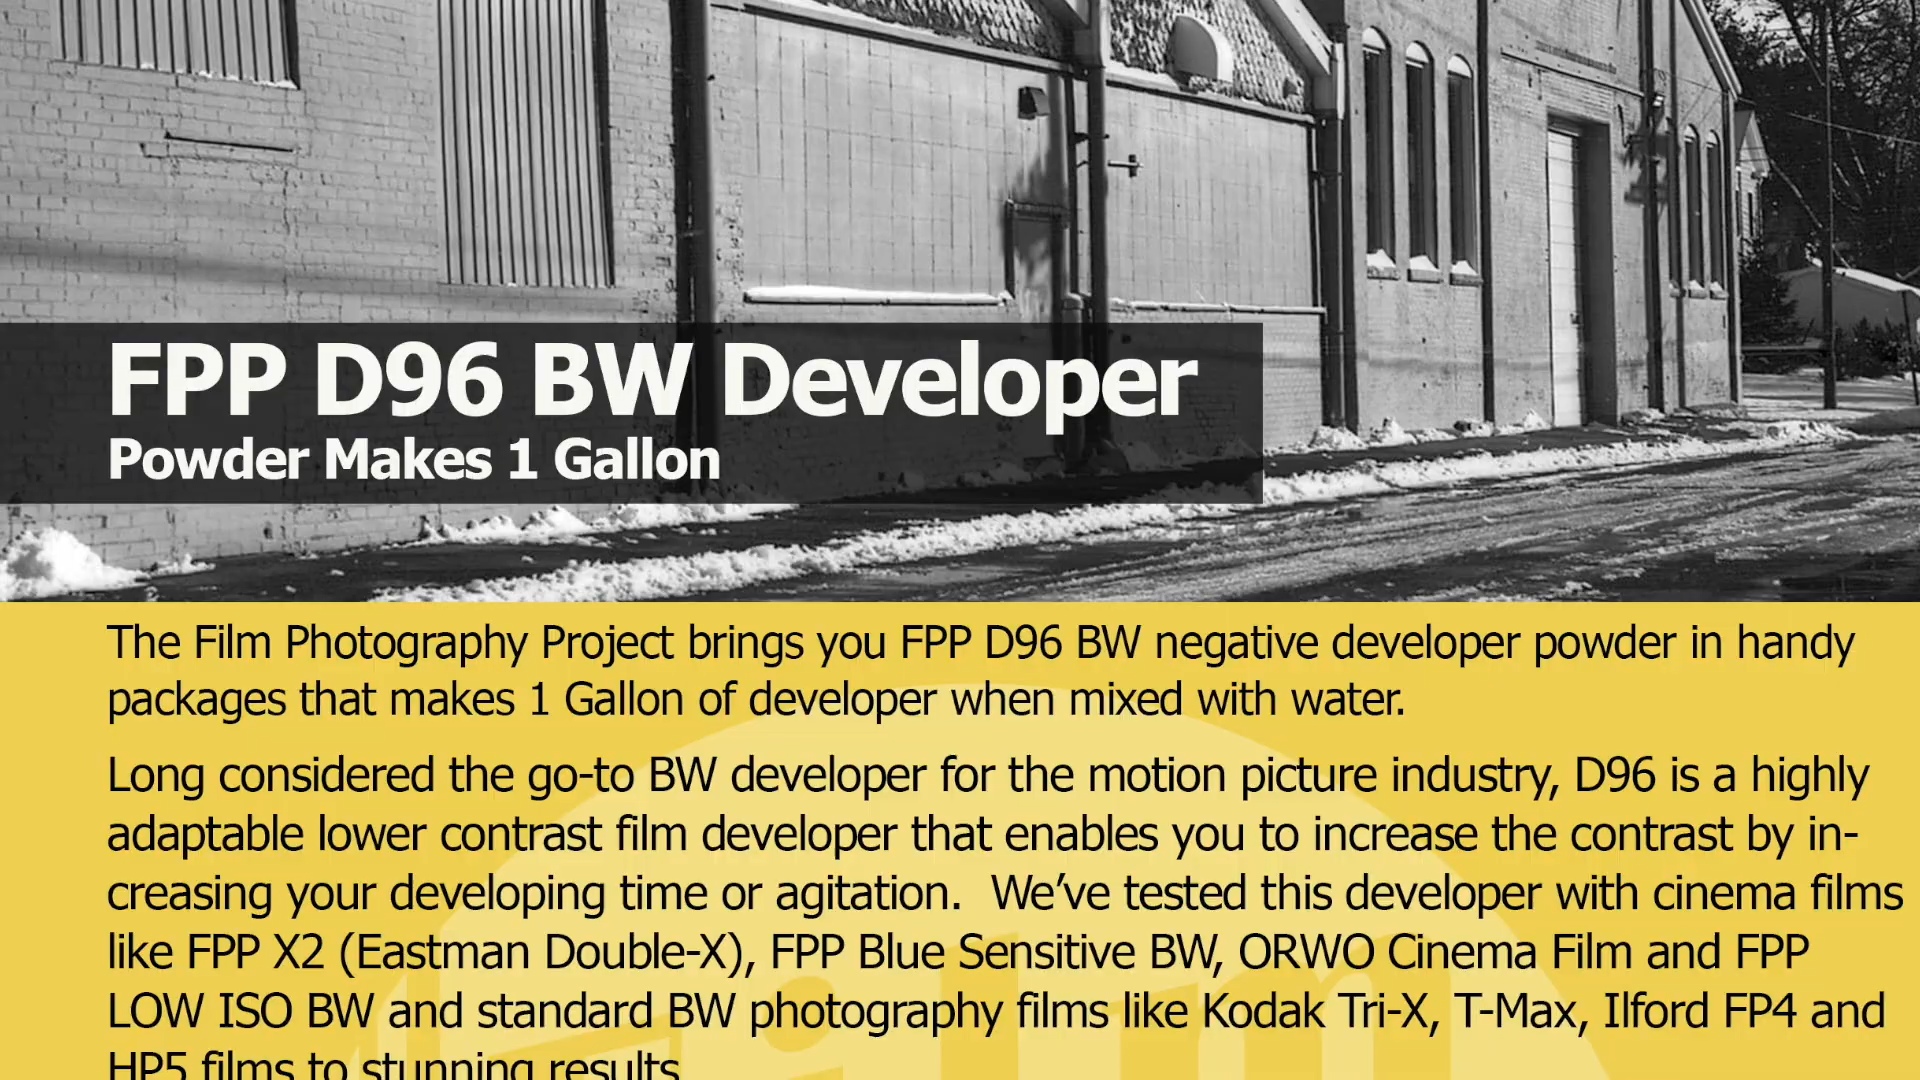 FPP D96 BW Developer
Powder Makes 1 Gallon
The Film Photography Project brings you FPP D96 BW negative developer powder in handy
packages that makes 1 Gallon of developer when mixed with water.
Long considered the go-to BW developer for the motion picture industry, D96 is a highly
adaptable lower contrast film developer that enables you to increase the contrast by in-
creasing your developing time or agitation.  We’ve tested this developer with cinema films
like FPP X2 (Eastman Double-X), FPP Blue Sensitive BW, ORWO Cinema Film and FPP
LOW ISO BW and standard BW photography films like Kodak Tri-X, T-Max, Ilford FP4 and
HP5 films to stunning results